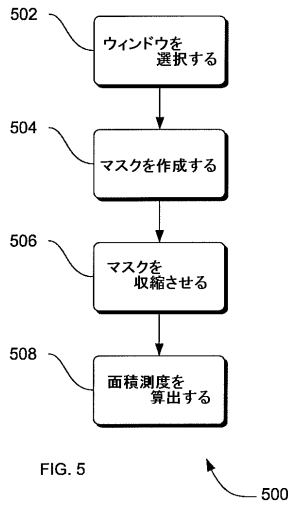 502
ウィンドウを
選択する
504
マスクを作成する
506
マスクを
収縮させる
508
面積測度を
算出する
FIG. 5
500